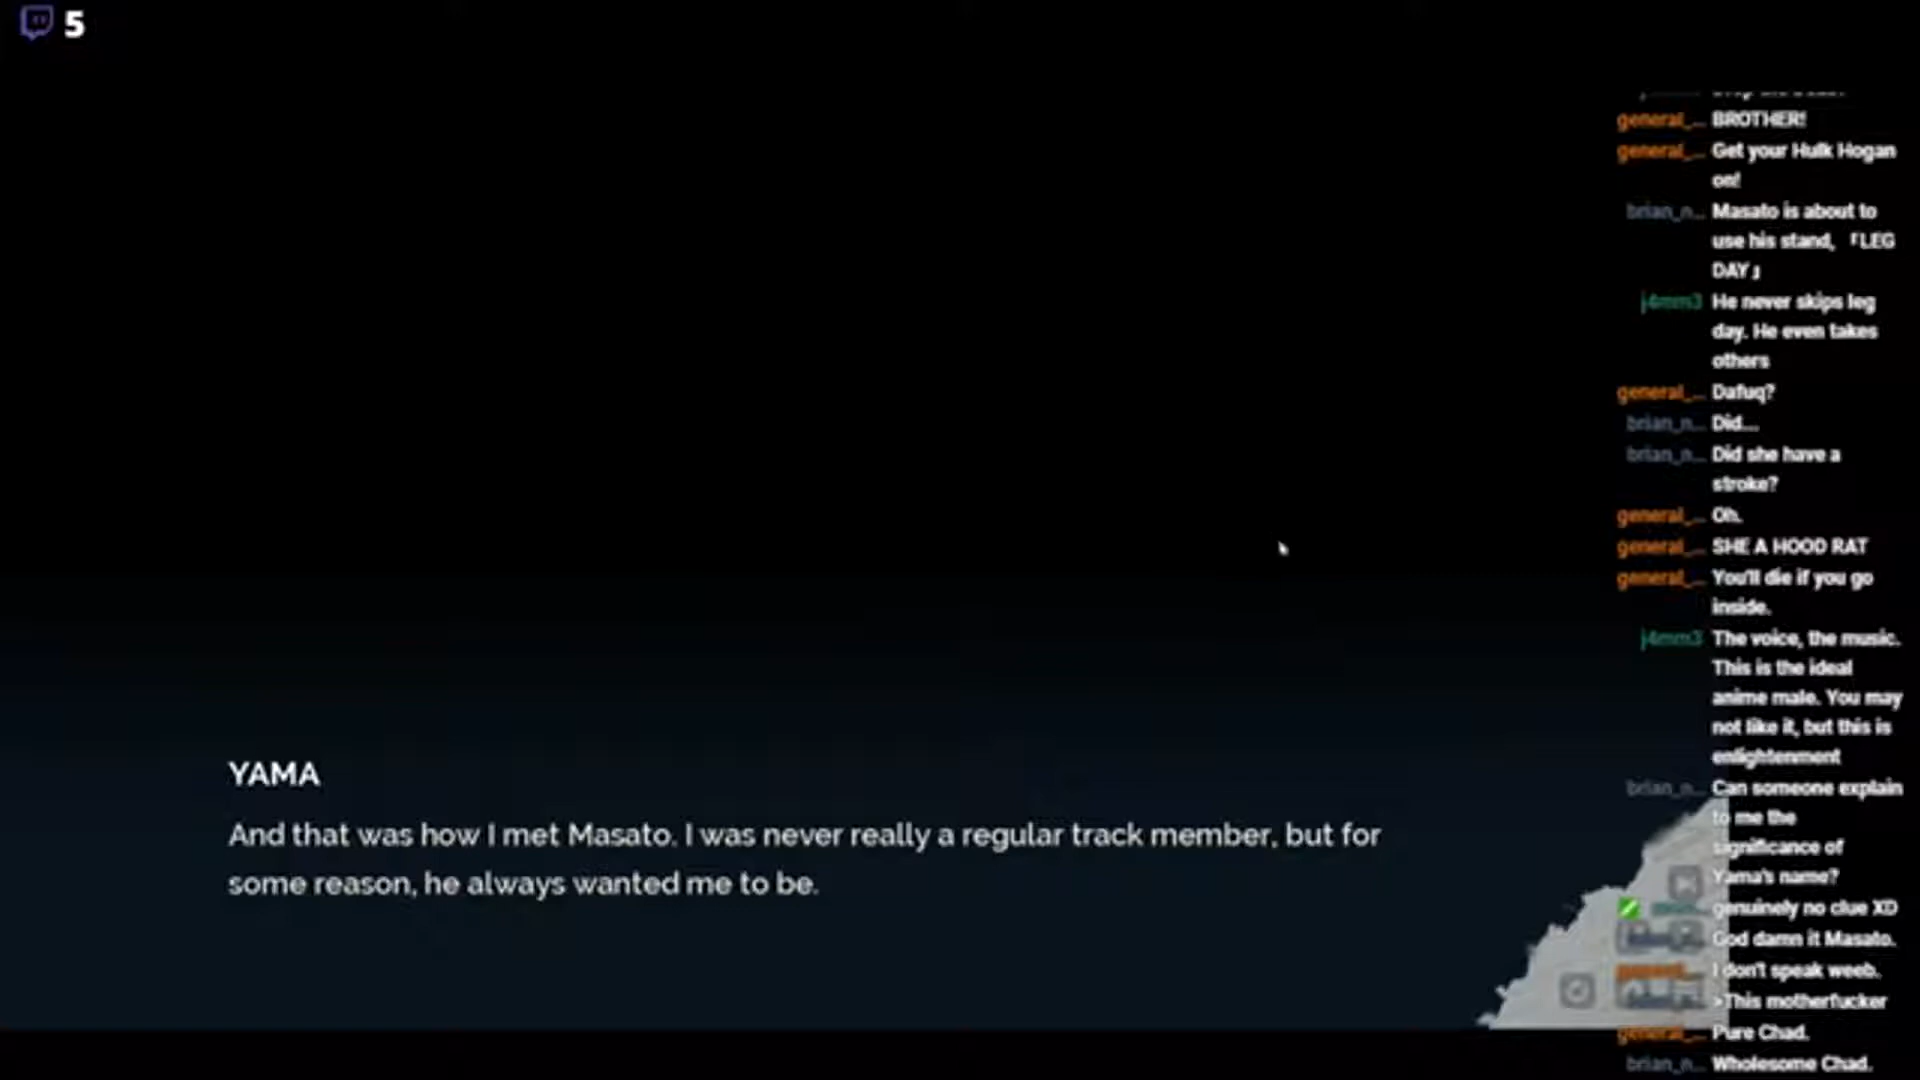 5
general_... BROTHER!
general_... Get your Hulk Hogan
on!
brian_n... Masato is about to
use his stand, 「LEG
DAY」
j4mm3 He never skips leg
day. He even takes
others
general_... Dafuq?
brian_n... Did...
brian_n... Did she have a
stroke?
general_... Oh.
general_... SHE A HOOD RAT
general_... You'll die if you go
inside.
j4mm3 The voice, the music.
This is the ideal
anime male. You may
not like it, but this is
enlightenment
brian_n... Can someone explain
to me the
significance of
Yama's name?
genuinely no clue XD
God damn it Masato.
I don't speak weeb.
>This motherfucker
general_... Pure Chad.
brian_n... Wholesome Chad.
YAMA
And that was how I met Masato. I was never really a regular track member, but for
some reason, he always wanted me to be.